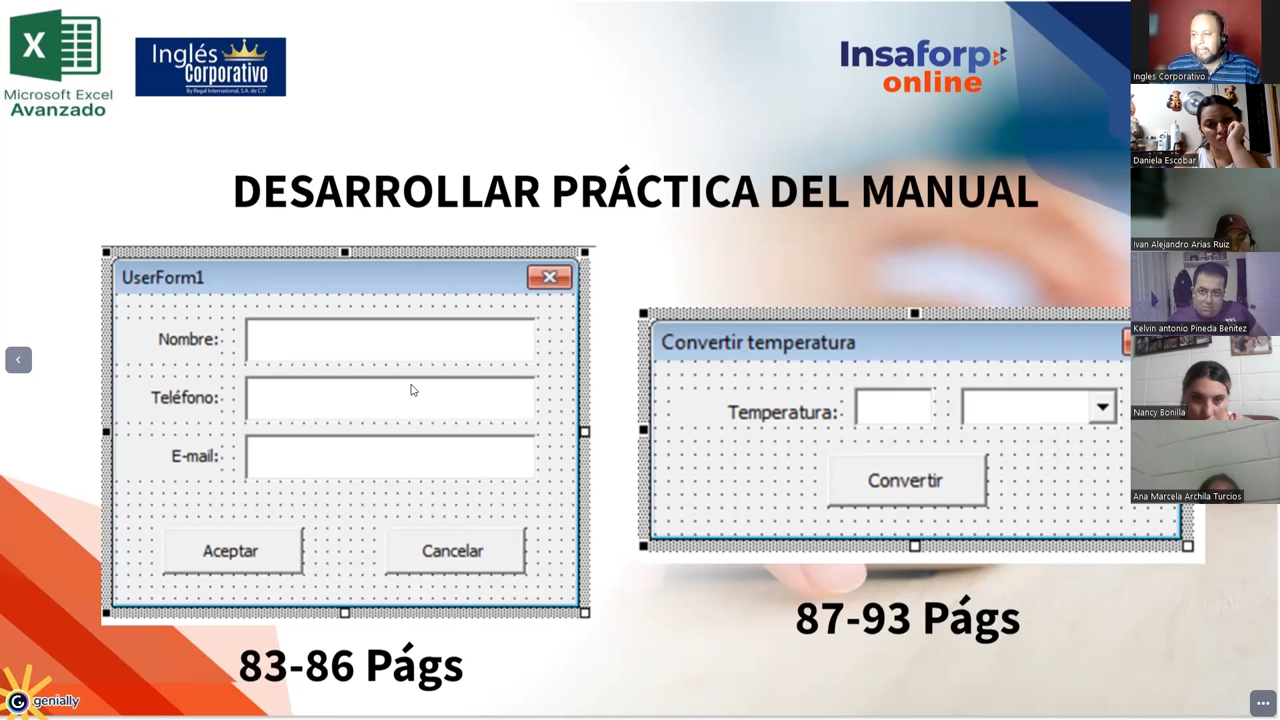 Microsoft Excel
Avanzado
Inglés
Corporativo
By Regal International, S.A. de C.V.
Insaforp
online
DESARROLLAR PRÁCTICA DEL MANUAL
UserForm1
Nombre:
Teléfono:
E-mail:
Aceptar
Cancelar
83-86 Págs
Convertir temperatura
Temperatura:
Convertir
87-93 Págs
genially
Ingles Corporativo
Daniela Escobar
Ivan Alejandro Arias Ruiz
Kelvin antonio Pineda Benitez
Nancy Bonilla
Ana Marcela Archila Turcios